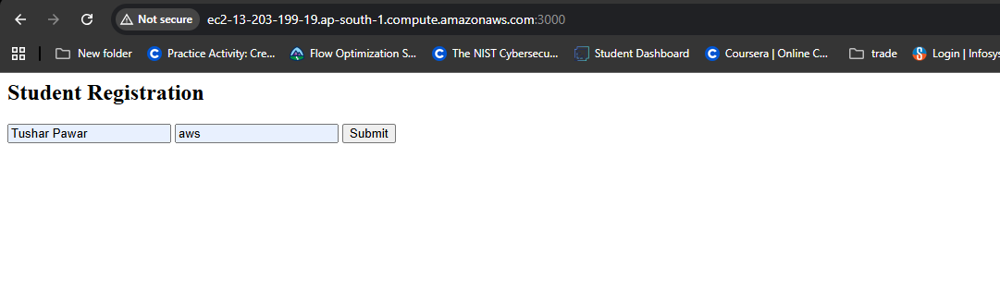 Not secure ec2-13-203-199-19.ap-south-1.compute.amazonaws.com:3000
New folder Practice Activity: Cre... Flow Optimization S... The NIST Cybersecu... Student Dashboard Coursera | Online C... trade Login | Infosys
Student Registration
Tushar Pawar aws Submit